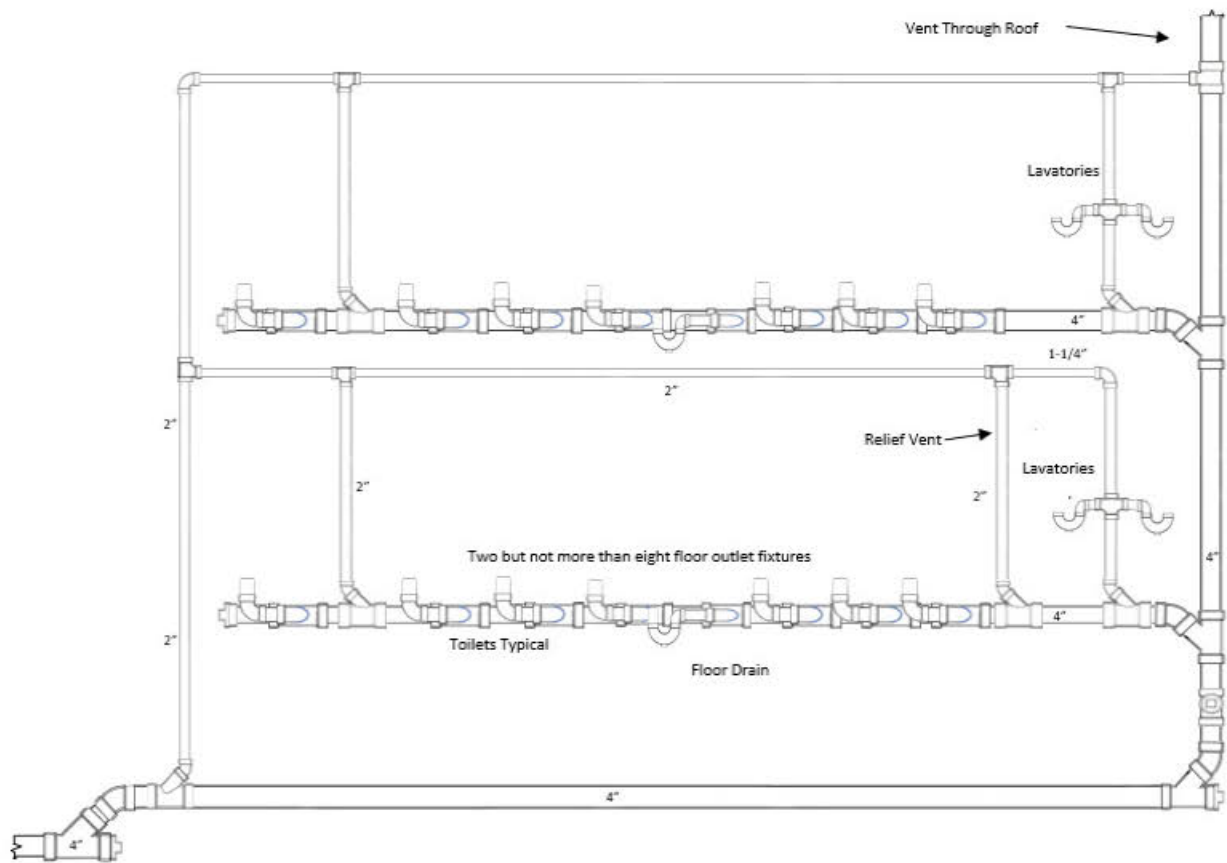 Vent Through Roof
Lavatories
4″
1-1/4″
2″
2″
Relief Vent
Lavatories
2″
2″
Two but not more than eight floor outlet fixtures
4″
4″
Toilets Typical
2″
Floor Drain
4″
4″